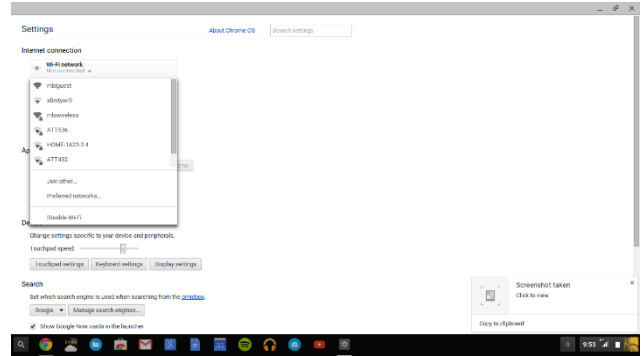 Settings
About Chrome OS
Search settings
Internet connection
Wi-Fi network
Not connected
mbiguest
xfinitywifi
mbiwireless
ATT536
HOME-1A22-2.4
Ap
ATT432
Join other...
Preferred networks...
Disable Wi-Fi
De
Change settings specific to your device and peripherals.
Touchpad speed:
Touchpad settings Keyboard settings Display settings
Search
Set which search engine is used when searching from the omnibox.
Google Manage search engines...
Show Google Now cards in the launcher
Screenshot taken
Click to view
Copy to clipboard
31
9:53